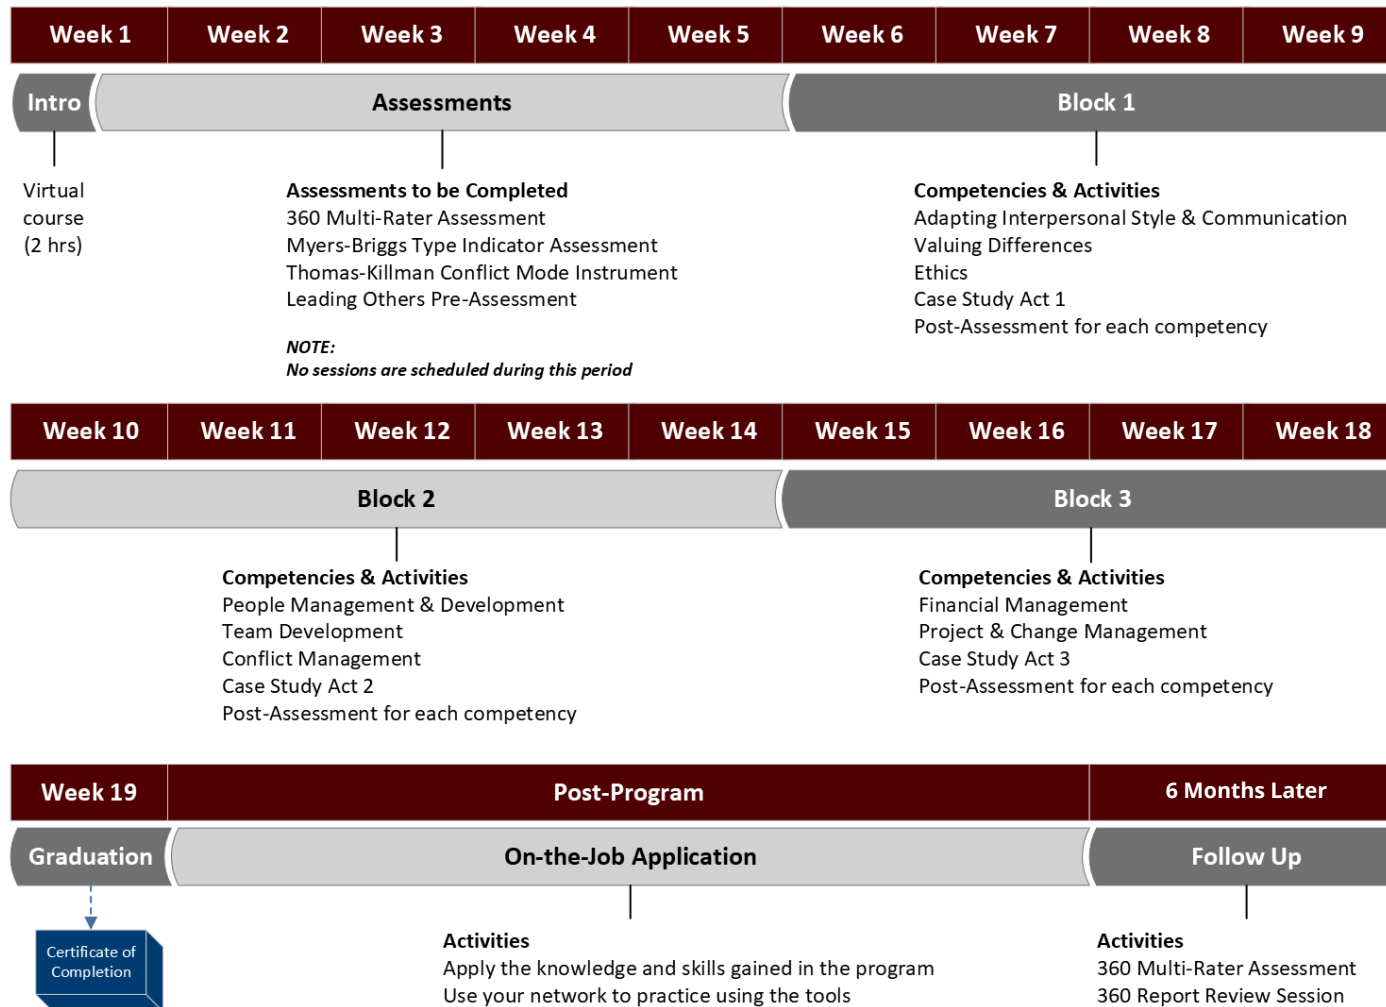 Week 1 Week 2 Week 3 Week 4 Week 5 Week 6 Week 7 Week 8 Week 9
Intro Assessments Block 1
Virtual
course
(2 hrs)
Assessments to be Completed
360 Multi-Rater Assessment
Myers-Briggs Type Indicator Assessment
Thomas-Killman Conflict Mode Instrument
Leading Others Pre-Assessment
NOTE:
No sessions are scheduled during this period
Competencies & Activities
Adapting Interpersonal Style & Communication
Valuing Differences
Ethics
Case Study Act 1
Post-Assessment for each competency
Week 10 Week 11 Week 12 Week 13 Week 14 Week 15 Week 16 Week 17 Week 18
Block 2 Block 3
Competencies & Activities
People Management & Development
Team Development
Conflict Management
Case Study Act 2
Post-Assessment for each competency
Competencies & Activities
Financial Management
Project & Change Management
Case Study Act 3
Post-Assessment for each competency
Week 19 Post-Program 6 Months Later
Graduation On-the-Job Application Follow Up
Certificate of
Completion
Activities
Apply the knowledge and skills gained in the program
Use your network to practice using the tools
Activities
360 Multi-Rater Assessment
360 Report Review Session